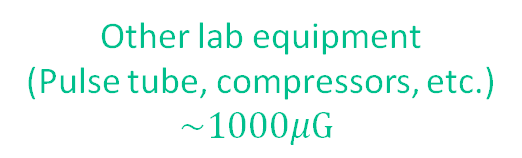 Other lab equipment
(Pulse tube, compressors, etc.)
~1000μG